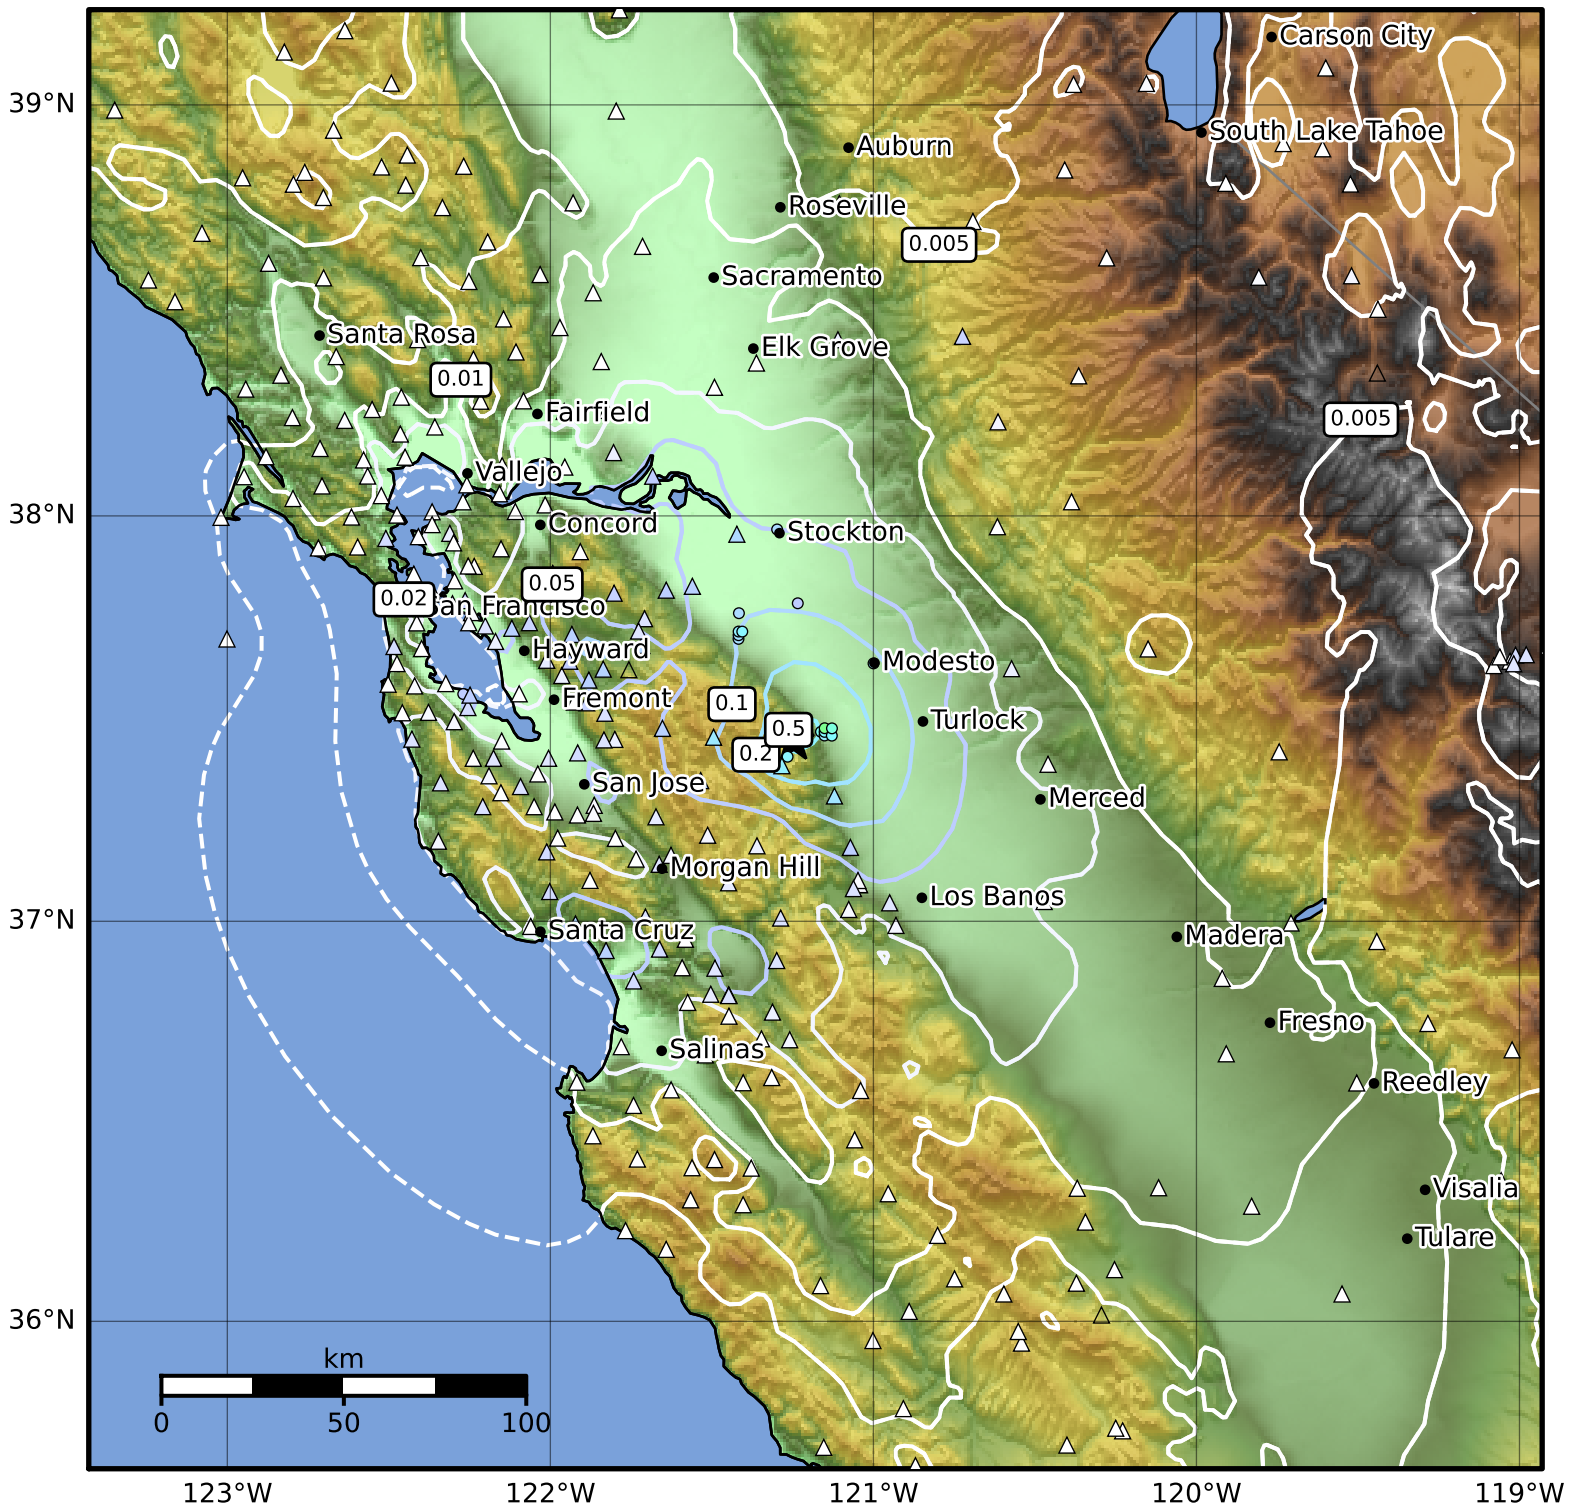 Carson City
39°N
South Lake Tahoe
Auburn
Roseville
0.005
Sacramento
Santa Rosa
Elk Grove
0.01
Fairfield
0.005
Vallejo
38°N
Concord
Stockton
0.05
0.02
San Francisco
Hayward
Modesto
Fremont
0.1
Turlock
0.5
0.2
San Jose
Merced
Morgan Hill
Los Banos
37°N
Santa Cruz
Madera
Fresno
Salinas
Reedley
Visalia
Tulare
36°N
km
0 50 100
123°W 122°W 121°W 120°W 119°W